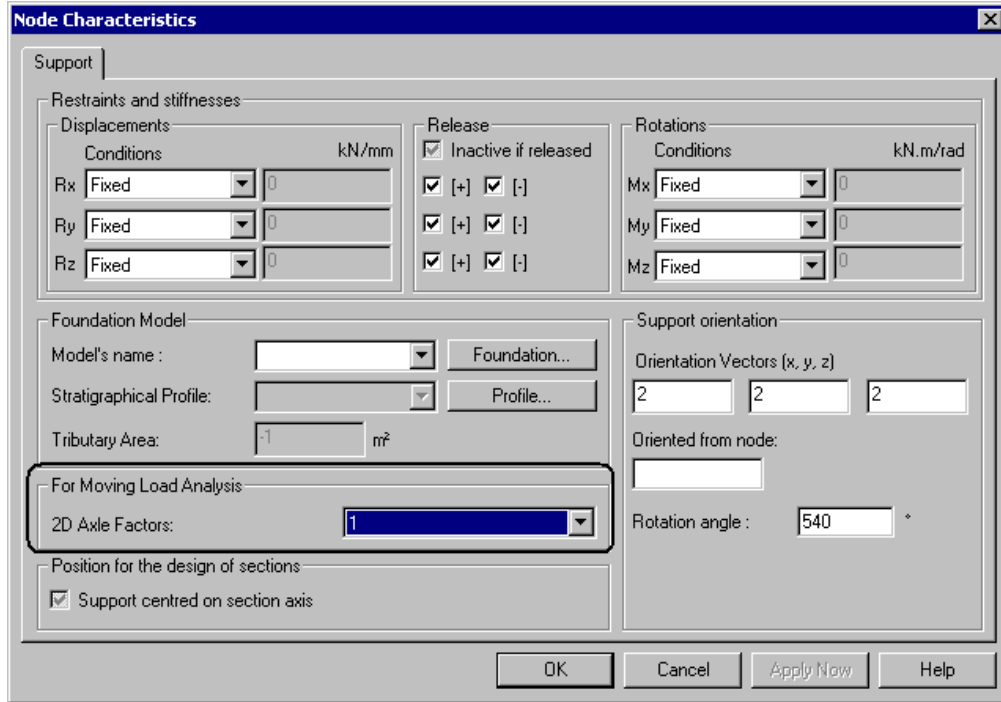 Node Characteristics
Support
Restraints and stiffnesses
Displacements
Conditions kN/mm
Rx Fixed 0
Ry Fixed 0
Rz Fixed 0
Release
Inactive if released
[+] [-]
[+] [-]
[+] [-]
Rotations
Conditions kN.m/rad
Mx Fixed 0
My Fixed 0
Mz Fixed 0
Foundation Model
Model's name : Foundation...
Stratigraphical Profile: Profile...
Tributary Area: -1 m²
For Moving Load Analysis
2D Axle Factors: 1
Position for the design of sections
Support centred on section axis
Support orientation
Orientation Vectors (x, y, z)
2 2 2
Oriented from node:
Rotation angle : 540 °
OK Cancel Apply Now Help